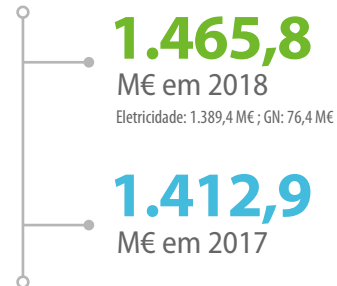 1.465,8
M€ em 2018
Eletricidade: 1.389,4 M€ ; GN: 76,4 M€
1.412,9
M€ em 2017